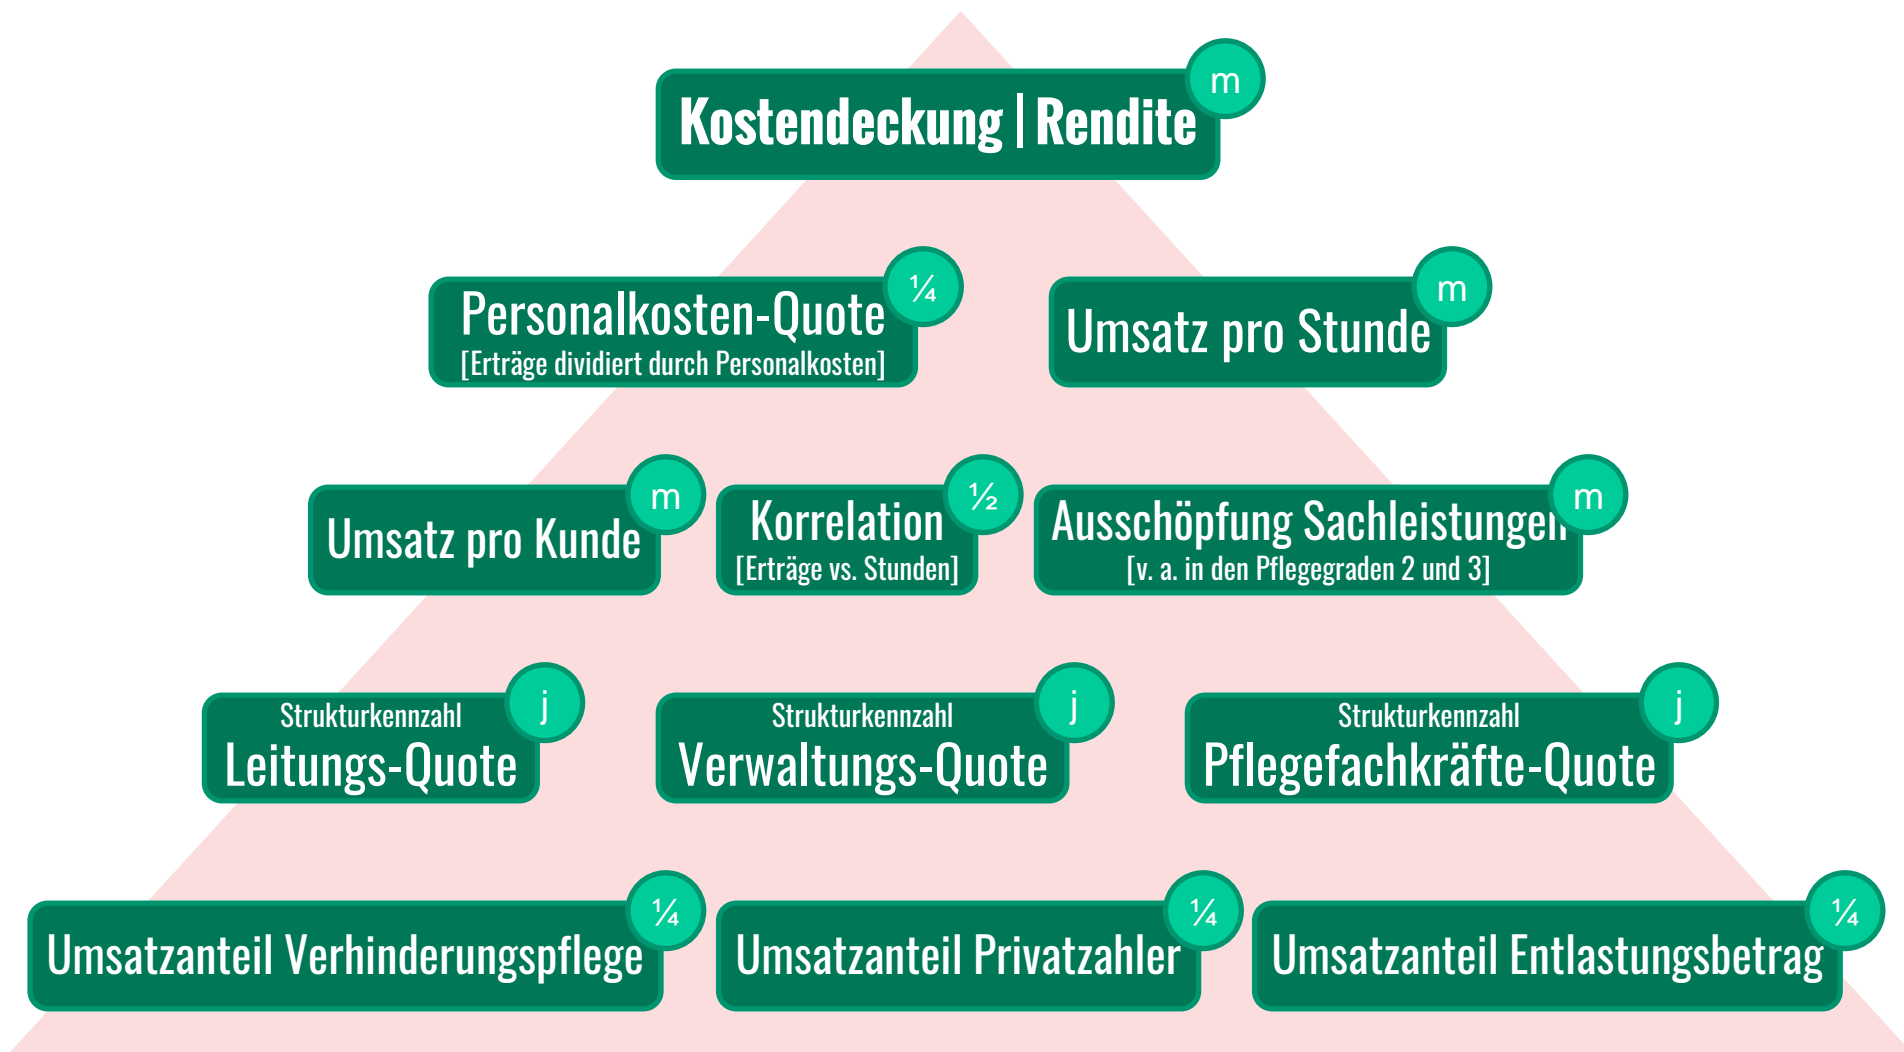 m
Kostendeckung | Rendite
¼
Personalkosten-Quote
[Erträge dividiert durch Personalkosten]
m
Umsatz pro Stunde
m
Umsatz pro Kunde
½
Korrelation
[Erträge vs. Stunden]
m
Ausschöpfung Sachleistungen
[v. a. in den Pflegegraden 2 und 3]
j
Strukturkennzahl
Leitungs-Quote
j
Strukturkennzahl
Verwaltungs-Quote
j
Strukturkennzahl
Pflegefachkräfte-Quote
¼
Umsatzanteil Verhinderungspflege
¼
Umsatzanteil Privatzahler
¼
Umsatzanteil Entlastungsbetrag